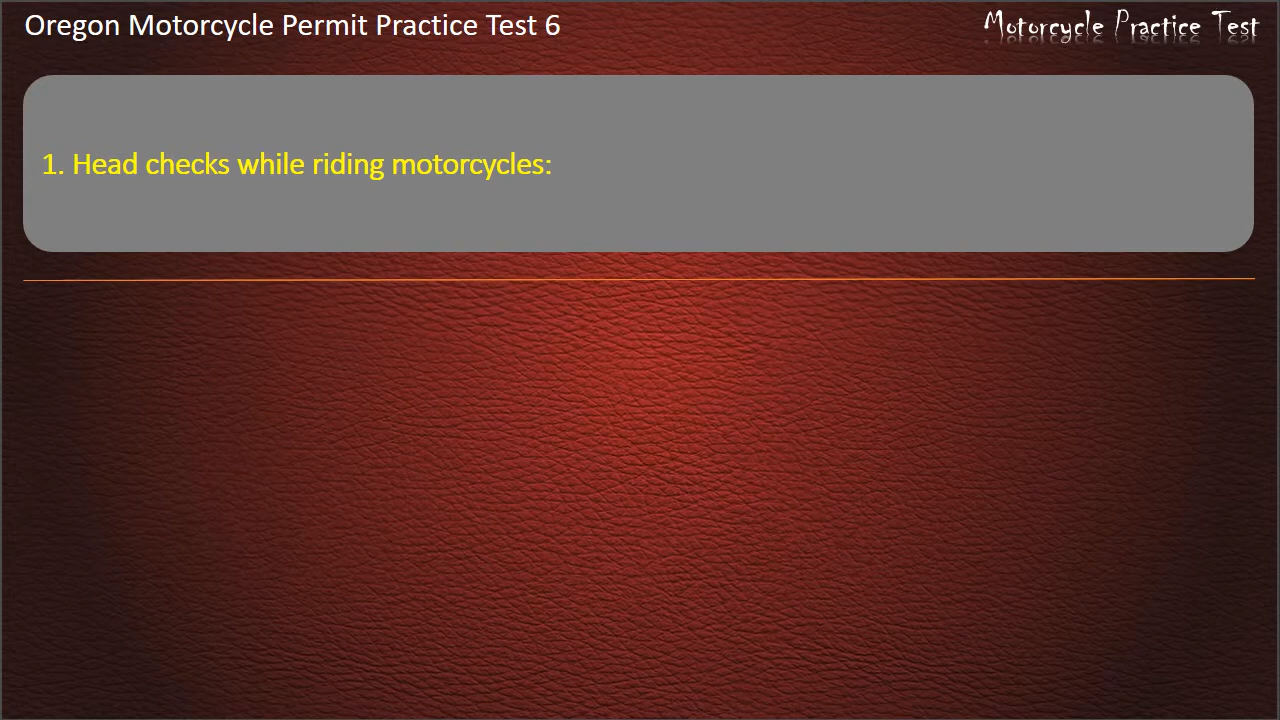 Oregon Motorcycle Permit Practice Test 6
Motorcycle Practice Test
1. Head checks while riding motorcycles: